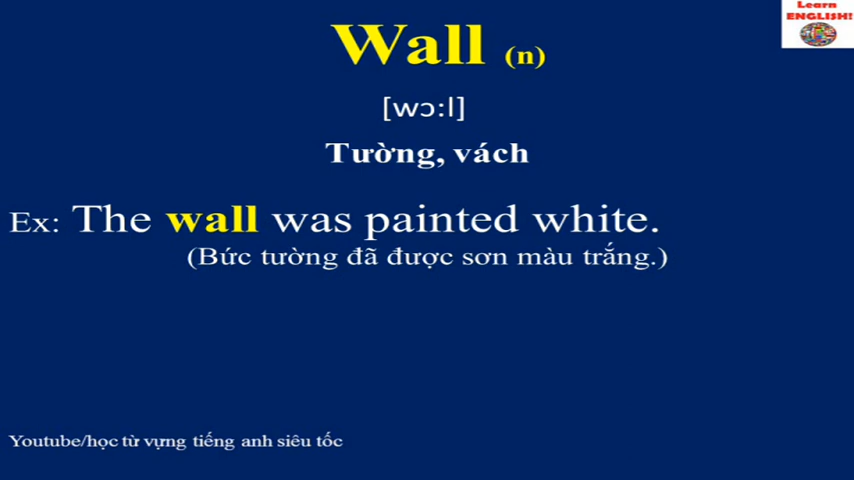 Learn
ENGLISH!
Wall (n)
[wɔ:l]
Tường, vách
Ex: The wall was painted white.
(Bức tường đã được sơn màu trắng.)
Youtube/học từ vựng tiếng anh siêu tốc